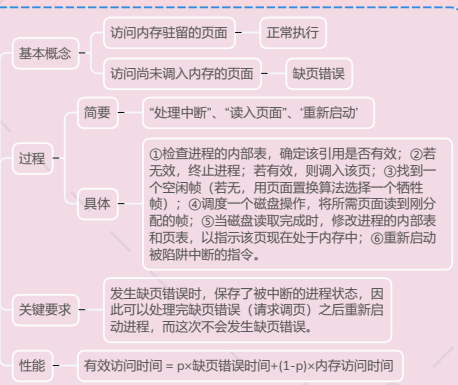 基本概念
访问内存驻留的页面
正常执行
访问尚未调入内存的页面
缺页错误
过程
简要
“处理中断”、“读入页面”、‘重新启动’
具体
①检查进程的内部表，确定该引用是否有效；②若
无效，终止进程；若有效，则调入该页；③找到一
个空闲帧（若无，用页面置换算法选择一个牺牲
帧）；④调度一个磁盘操作，将所需页面读到刚分
配的帧；⑤当磁盘读取完成时，修改进程的内部表
和页表，以指示该页现在处于内存中；⑥重新启动
被陷阱中断的指令。
关键要求
发生缺页错误时，保存了被中断的进程状态，因
此可以处理完缺页错误（请求调页）之后重新启
动进程，而这次不会发生缺页错误。
性能
有效访问时间 = p×缺页错误时间+(1-p)×内存访问时间